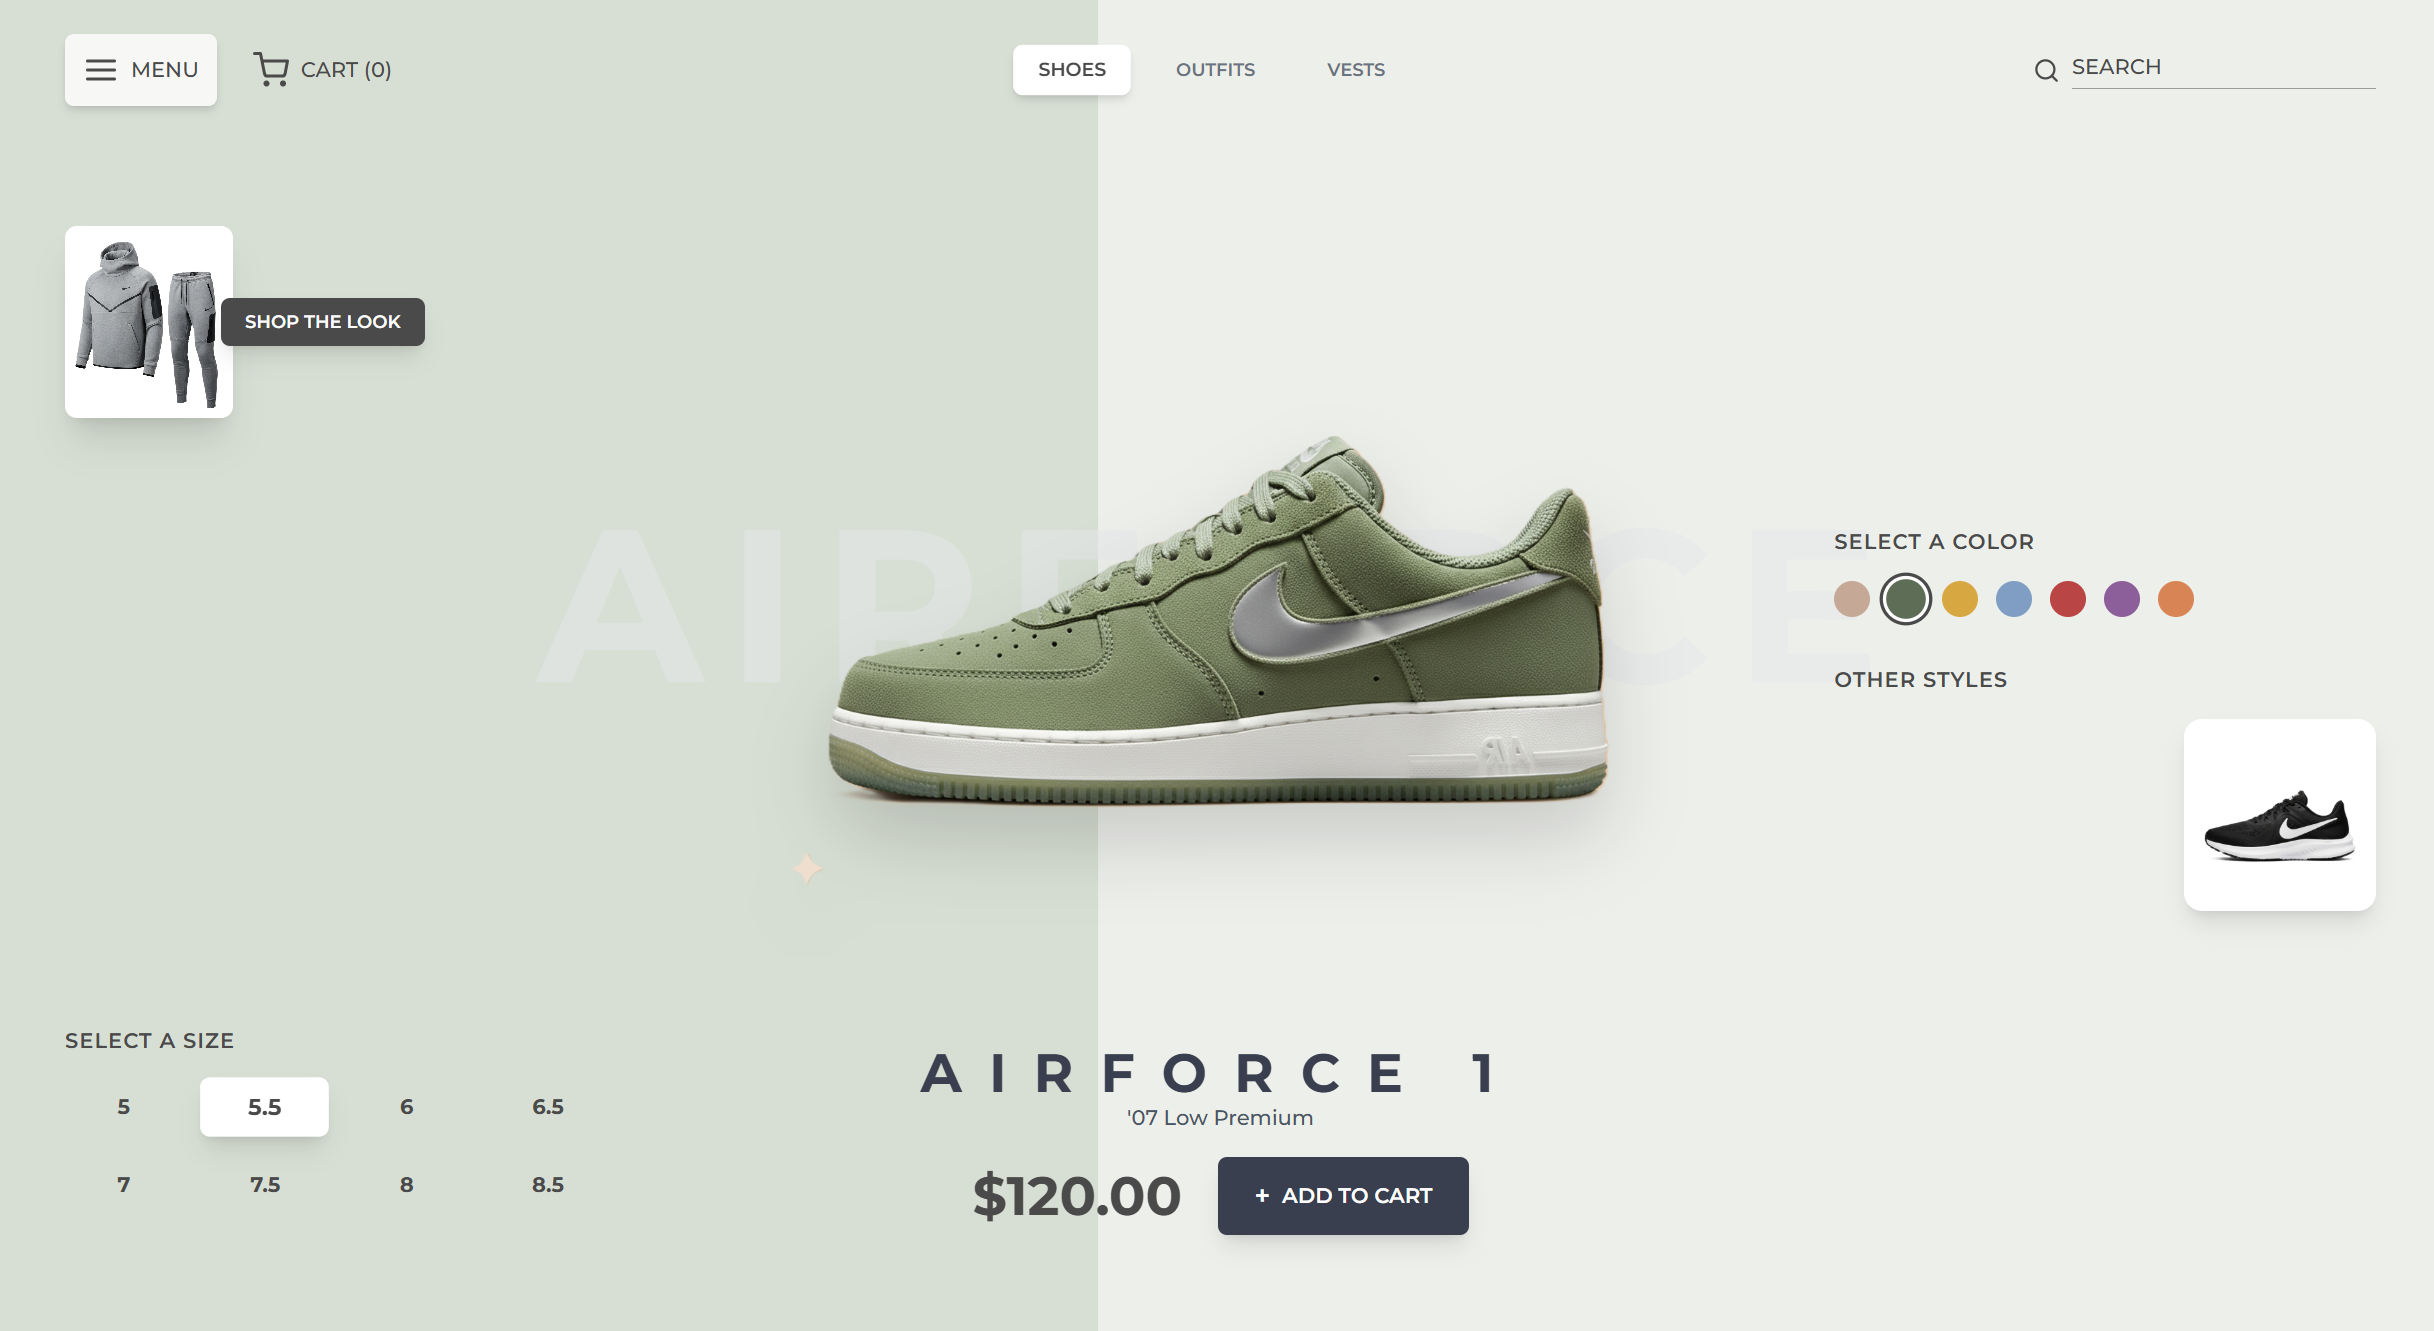 MENU
CART (0)
SHOES
OUTFITS
VESTS
SEARCH
SHOP THE LOOK
SELECT A COLOR
OTHER STYLES
SELECT A SIZE
5
5.5
6
6.5
7
7.5
8
8.5
AIRFORCE 1
'07 Low Premium
$120.00
+ ADD TO CART